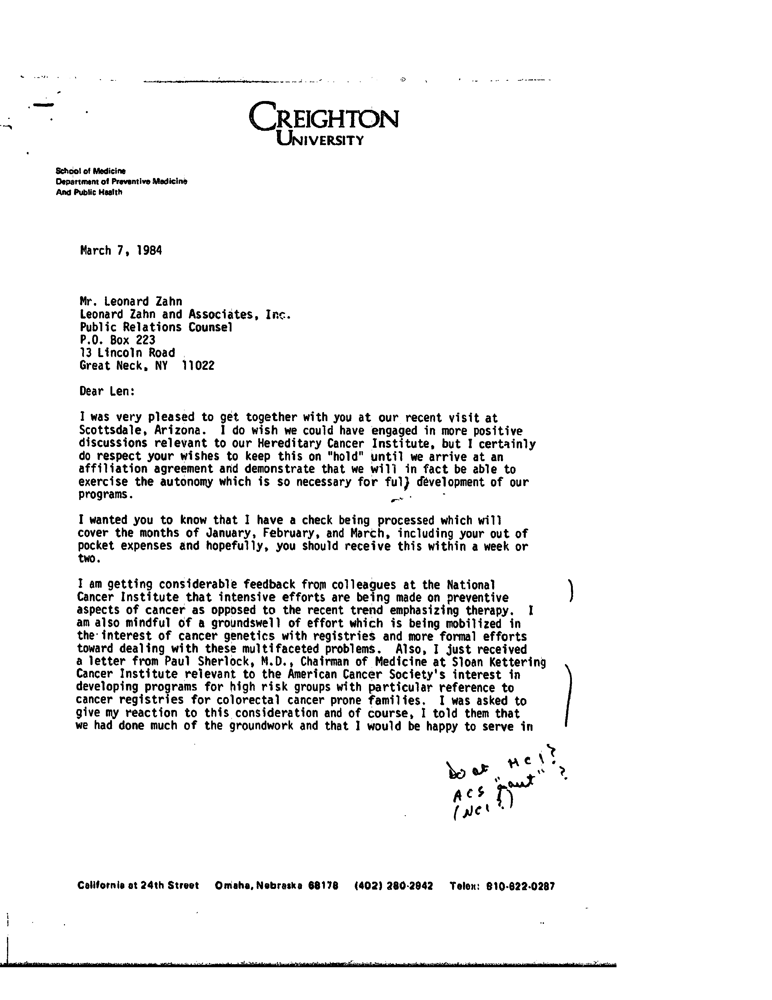 CREIGHTON
UNIVERSITY
School of Medicine
Department of Preventive Medicine
And Public Health
March 7, 1984
Mr. Leonard Zahn
Leonard Zahn and Associates, Inc.
Public Relations Counsel
P.O. Box 223
13 Lincoln Road
Great Neck, NY 11022
Dear Len:
I was very pleased to get together with you at our recent visit at
Scottsdale, Arizona. I do wish we could have engaged in more positive
discussions relevant to our Hereditary Cancer Institute, but I certainly
do respect your wishes to keep this on "hold" until we arrive at an
affiliation agreement and demonstrate that we will in fact be able to
exercise the autonomy which is so necessary for full development of our
programs.
I wanted you to know that I have a check being processed which will
cover the months of January, February, and March, including your out of
pocket expenses and hopefully, you should receive this within a week or
two.
I am getting considerable feedback from colleagues at the National
Cancer Institute that intensive efforts are being made on preventive
aspects of cancer as opposed to the recent trend emphasizing therapy. I
am also mindful of a groundswell of effort which is being mobilized in
the interest of cancer genetics with registries and more formal efforts
toward dealing with these multifaceted problems. Also, I just received
a letter from Paul Sherlock, M.D., Chairman of Medicine at Sloan Kettering
Cancer Institute relevant to the American Cancer Society's interest in
developing programs for high risk groups with particular reference to
cancer registries for colorectal cancer prone families. I was asked to
give my reaction to this consideration and of course, I told them that
we had done much of the groundwork and that I would be happy to serve in
Do at HCI?
ACS ?
(NCI?)
California at 24th Street Omaha, Nebraska 68178 (402) 280-2942 Telex: 910-622-0287